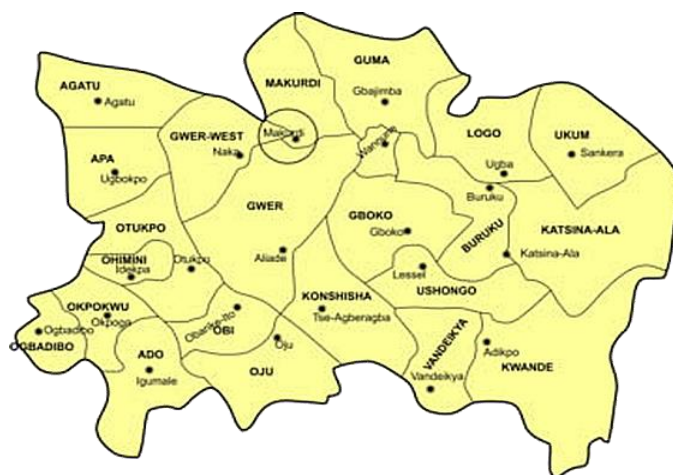 GUMA
MAKURDI
AGATU
Gbajimba
Agatu
GWER-WEST
Makurdi
LOGO
UKUM
Naka
Wannune
Sankera
APA
Ugbokpo
Ugba
Buruku
GWER
GBOKO
OTUKPO
Gboko
BURUKU
KATSINA-ALA
OHIMINI
Aliade
Katsina-Ala
Idekpa
Otukpo
Lessel
USHONGO
KONSHISHA
OKPOKWU
Okpoga
Tse-Agberagba
Ogbadibo
OBI
OGBADIBO
Oju
VANDEIKYA
Adikpo
ADO
KWANDE
Igumale
OJU
Vandeikya